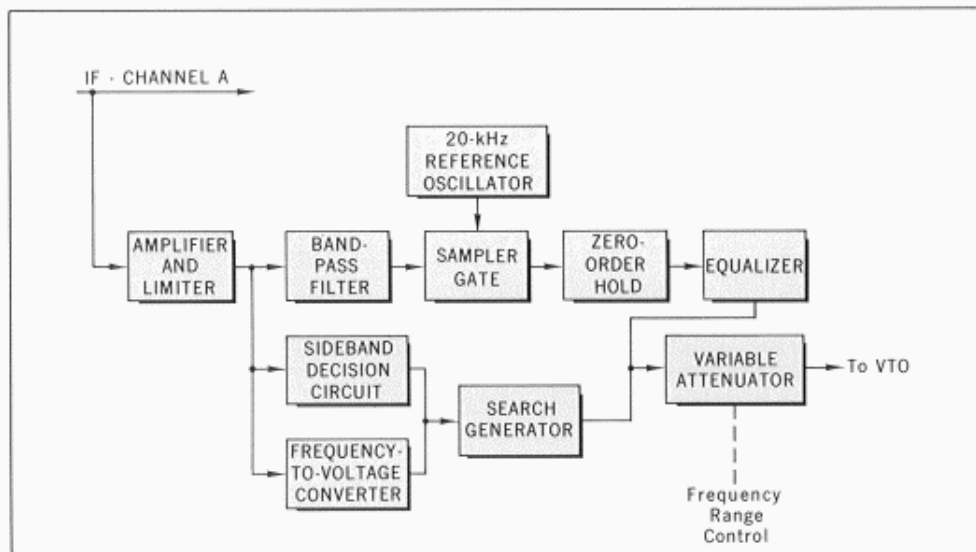 IF - CHANNEL A
20-kHz
REFERENCE
OSCILLATOR
AMPLIFIER
AND
LIMITER
BAND-
PASS
FILTER
SAMPLER
GATE
ZERO-
ORDER
HOLD
EQUALIZER
SIDEBAND
DECISION
CIRCUIT
SEARCH
GENERATOR
VARIABLE
ATTENUATOR
To VTO
FREQUENCY-
TO-VOLTAGE
CONVERTER
Frequency
Range
Control